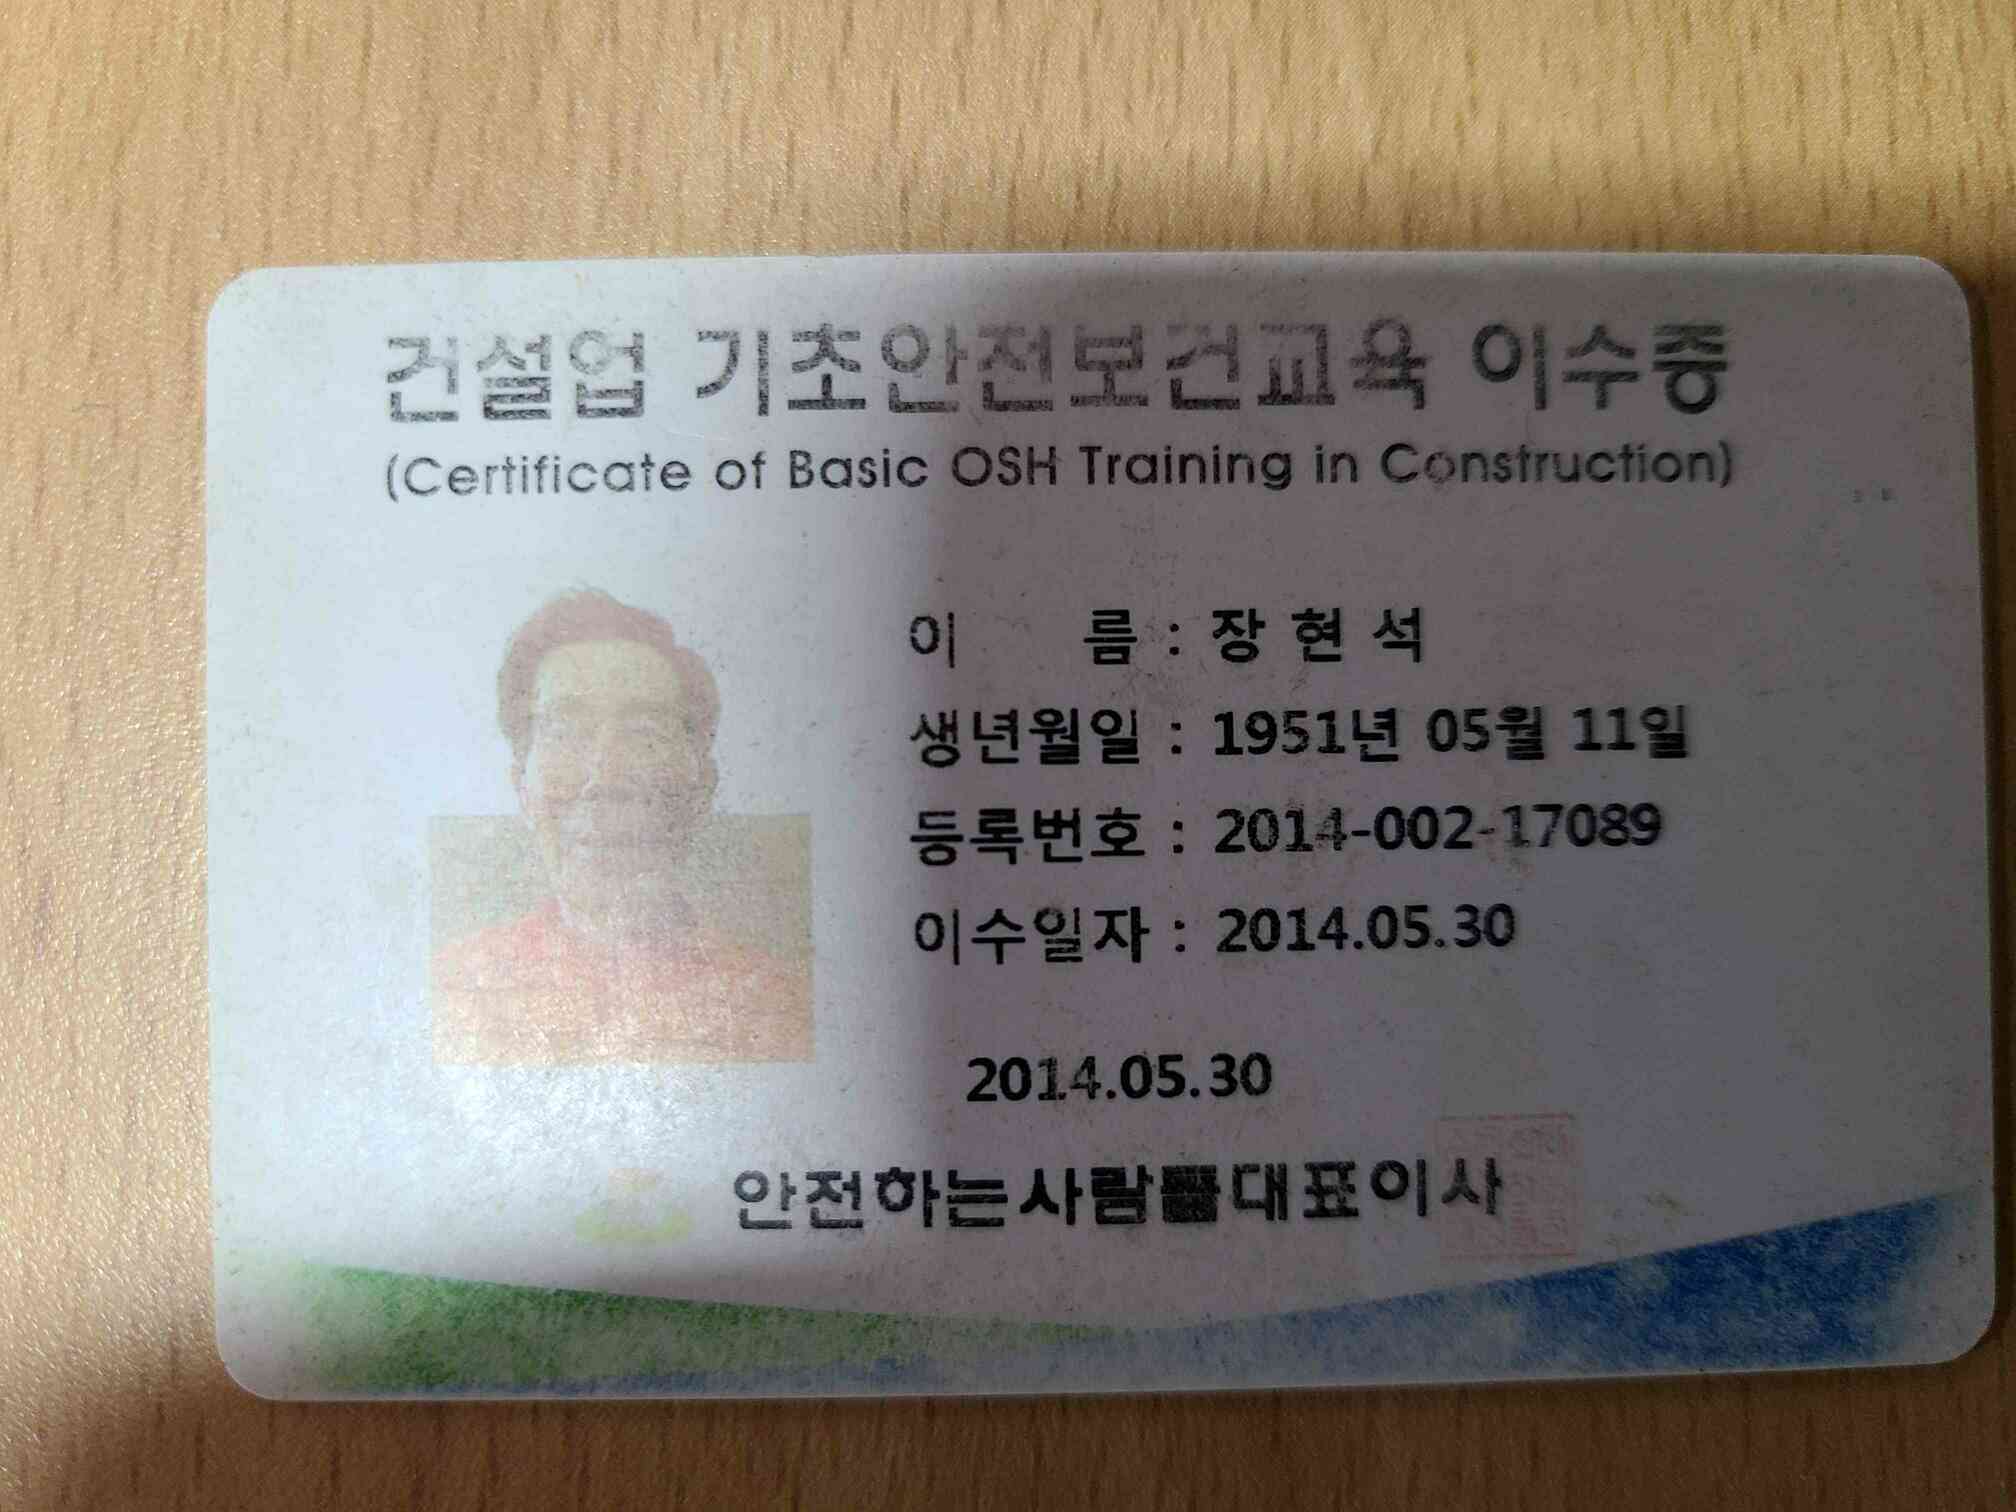 건설업 기초안전보건교육 이수증
(Certificate of Basic OSH Training in Construction)
이 름 : 장 현 석
생년월일 : 1951년 05월 11일
등록번호 : 2014-002-17089
이수일자 : 2014.05.30
2014.05.30
안전하는사람들대표이사